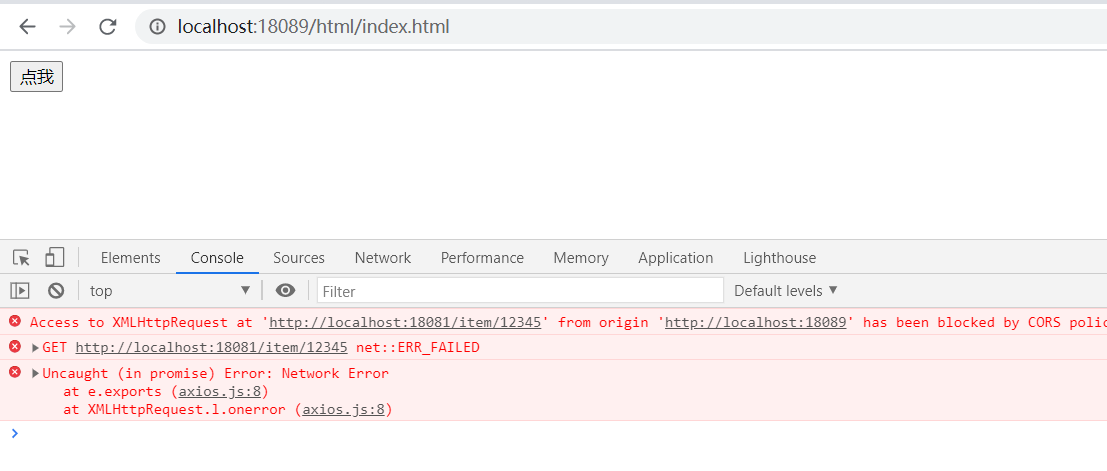 localhost:18089/html/index.html
点我
Elements Console Sources Network Performance Memory Application Lighthouse
top Filter Default levels
Access to XMLHttpRequest at 'http://localhost:18081/item/12345' from origin 'http://localhost:18089' has been blocked by CORS polic
GET http://localhost:18081/item/12345 net::ERR_FAILED
Uncaught (in promise) Error: Network Error
at e.exports (axios.js:8)
at XMLHttpRequest.l.onerror (axios.js:8)